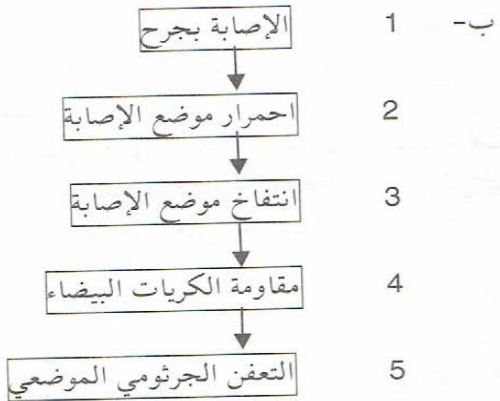 ب- 1 الإصابة بجرح
2 احمرار موضع الإصابة
3 انتفاخ موضع الإصابة
4 مقاومة الكريات البيضاء
5 التعفن الجرثومي الموضعي